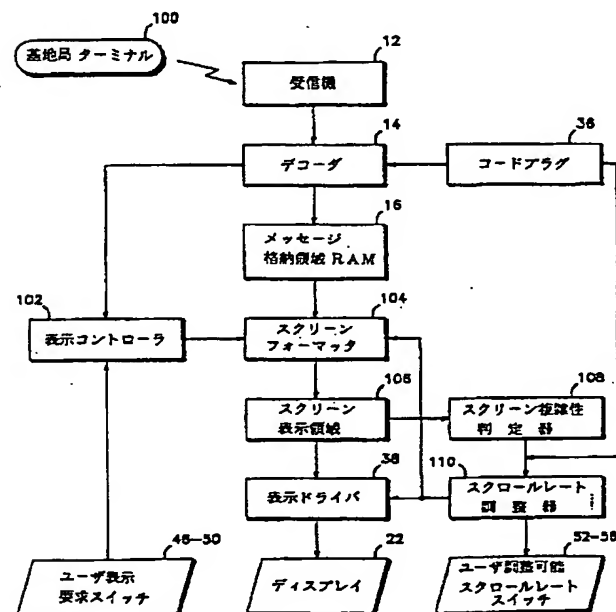 100
基地局 ターミナル
12
受信機
14
デコーダ
36
コードプラグ
16
メッセージ
格納領域 RAM
102
表示コントローラ
104
スクリーン
フォーマッタ
106
スクリーン
表示領域
108
スクリーン複雑性
判 定 器
38
表示ドライバ
110
スクロールレート
調 整 器
46-50
ユーザ表示
要求スイッチ
22
ディスプレイ
52-56
ユーザ調整可能
スクロールレート
スイッチ